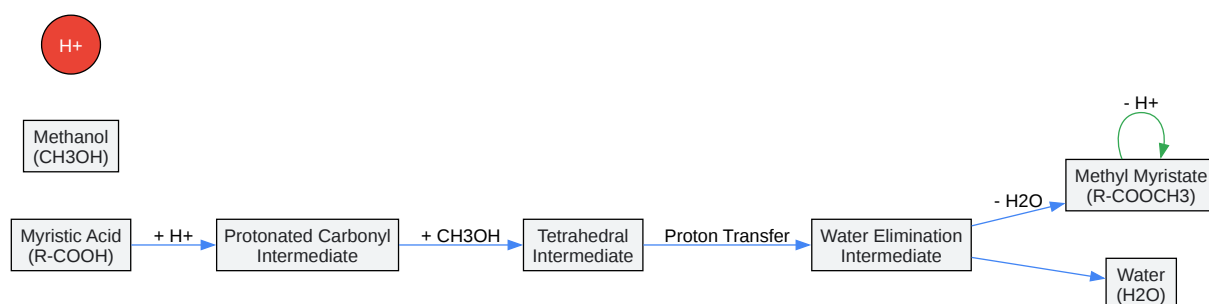 H+
Methanol
(CH3OH)
Myristic Acid
(R-COOH)
+ H+
Protonated Carbonyl
Intermediate
+ CH3OH
Tetrahedral
Intermediate
Proton Transfer
Water Elimination
Intermediate
- H2O
- H+
Methyl Myristate
(R-COOCH3)
Water
(H2O)